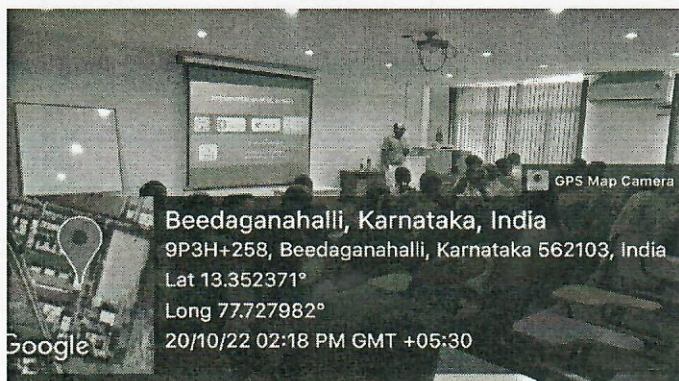 GPS Map Camera
Beedaganahalli, Karnataka, India
9P3H+258, Beedaganahalli, Karnataka 562103, India
Lat 13.352371°
Long 77.727982°
20/10/22 02:18 PM GMT +05:30
Google